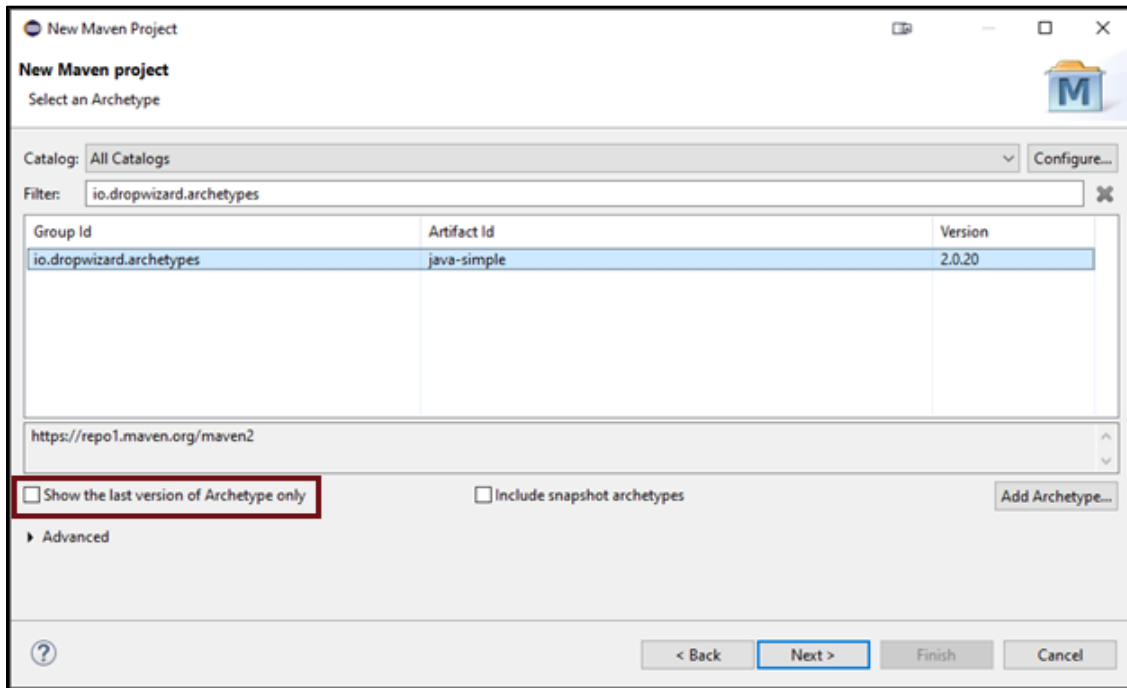 New Maven Project
New Maven project
Select an Archetype
M
Catalog: All Catalogs Configure...
Filter: io.dropwizard.archetypes
Group Id Artifact Id Version
io.dropwizard.archetypes java-simple 2.0.20
https://repo1.maven.org/maven2
Show the last version of Archetype only Include snapshot archetypes Add Archetype...
Advanced
? < Back Next > Finish Cancel